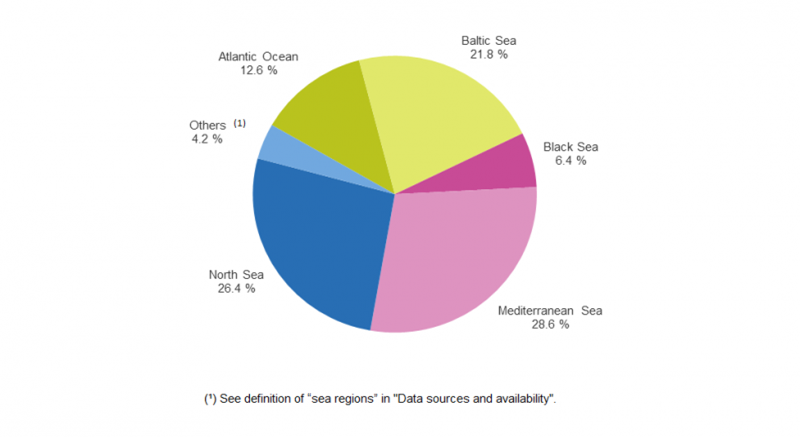 Baltic Sea
21.8 %
Atlantic Ocean
12.6 %
Others (1)
4.2 %
Black Sea
6.4 %
North Sea
26.4 %
Mediterranean Sea
28.6 %
(¹) See definition of "sea regions" in "Data sources and availability".